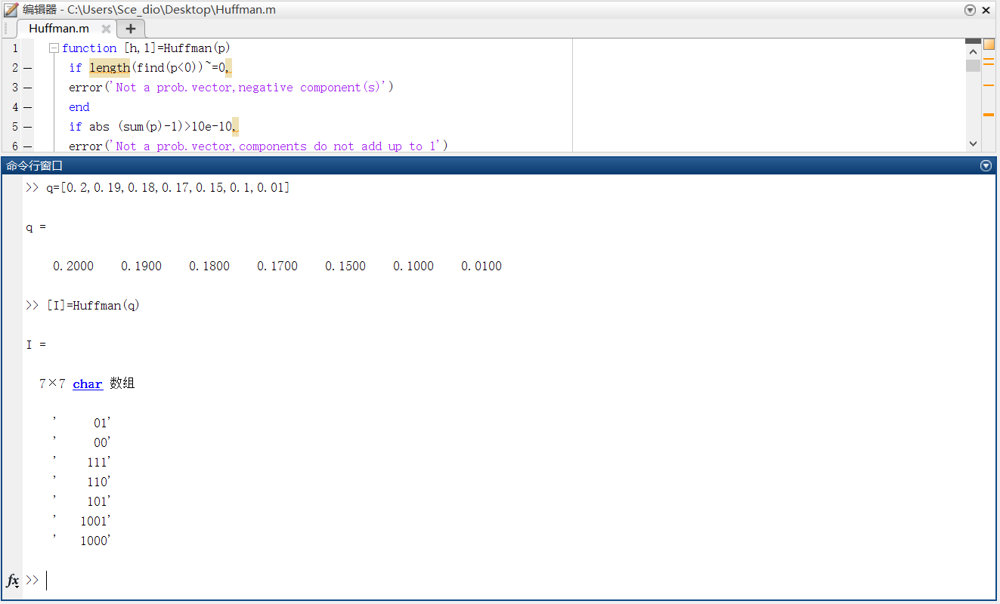 编辑器 - C:\Users\Sce_dio\Desktop\Huffman.m
Huffman.m
1 function [h,l]=Huffman(p)
2 if length(find(p<0))~=0,
3 error('Not a prob.vector,negative component(s)')
4 end
5 if abs (sum(p)-1)>10e-10,
6 error('Not a prob.vector,components do not add up to 1')
命令行窗口
>> q=[0.2,0.19,0.18,0.17,0.15,0.1,0.01]
q =
0.2000 0.1900 0.1800 0.1700 0.1500 0.1000 0.0100
>> [I]=Huffman(q)
I =
7×7 char 数组
'     01'
'     00'
'    111'
'    110'
'    101'
'   1001'
'   1000'
fx >>